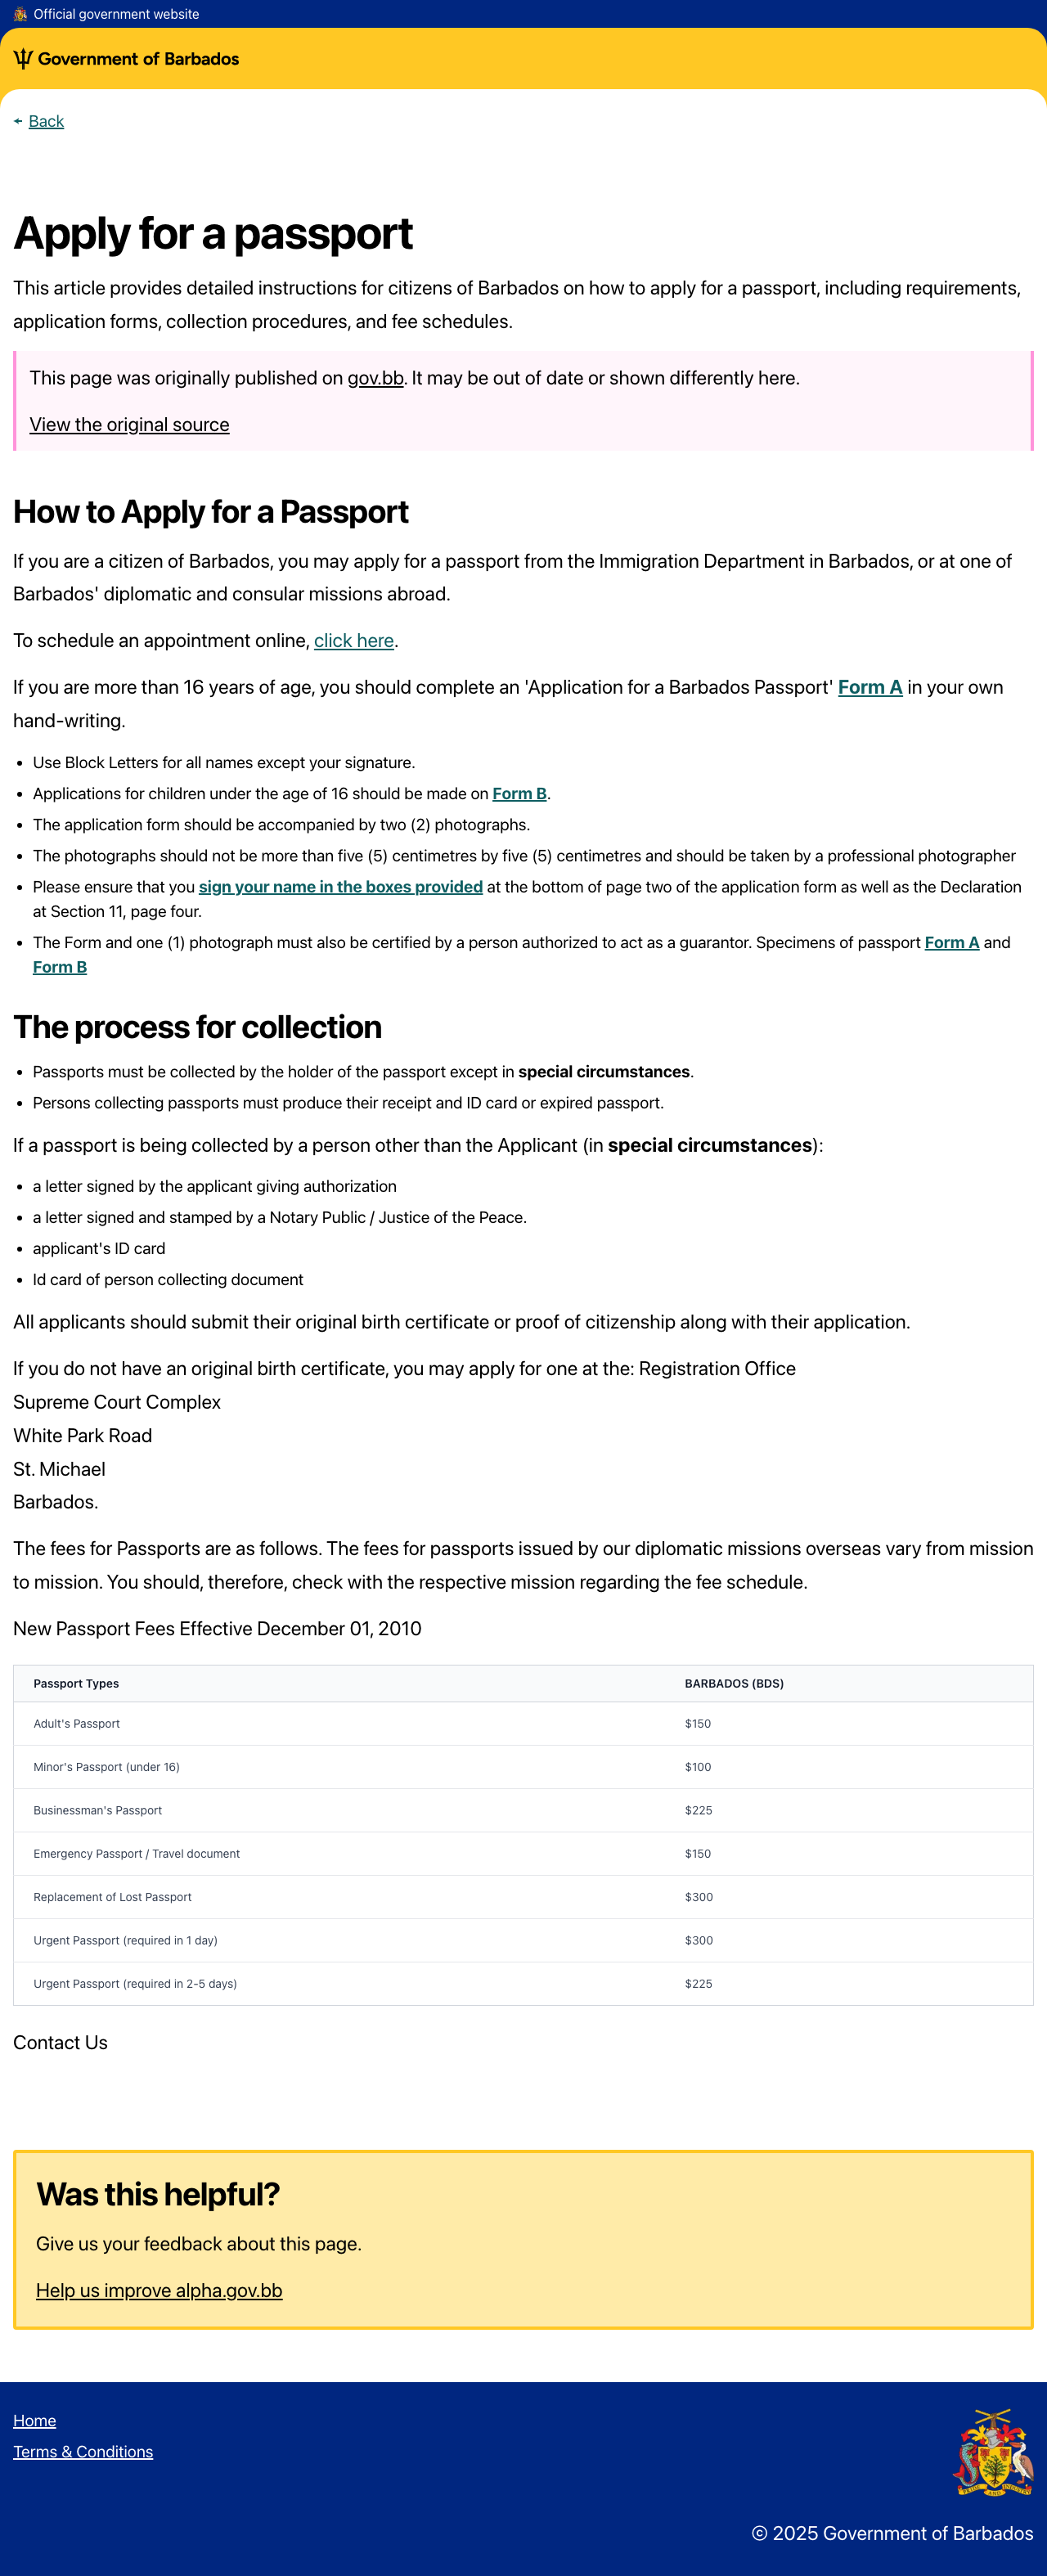 Official government website
Government of Barbados
Back
Apply for a passport
This article provides detailed instructions for citizens of Barbados on how to apply for a passport, including requirements,
application forms, collection procedures, and fee schedules.
This page was originally published on gov.bb. It may be out of date or shown differently here.
View the original source
How to Apply for a Passport
If you are a citizen of Barbados, you may apply for a passport from the Immigration Department in Barbados, or at one of
Barbados' diplomatic and consular missions abroad.
To schedule an appointment online, click here.
If you are more than 16 years of age, you should complete an 'Application for a Barbados Passport' Form A in your own
hand-writing.
• Use Block Letters for all names except your signature.
• Applications for children under the age of 16 should be made on Form B.
• The application form should be accompanied by two (2) photographs.
• The photographs should not be more than five (5) centimetres by five (5) centimetres and should be taken by a professional photographer
• Please ensure that you sign your name in the boxes provided at the bottom of page two of the application form as well as the Declaration
at Section 11, page four.
• The Form and one (1) photograph must also be certified by a person authorized to act as a guarantor. Specimens of passport Form A and
Form B
The process for collection
• Passports must be collected by the holder of the passport except in special circumstances.
• Persons collecting passports must produce their receipt and ID card or expired passport.
If a passport is being collected by a person other than the Applicant (in special circumstances):
• a letter signed by the applicant giving authorization
• a letter signed and stamped by a Notary Public / Justice of the Peace.
• applicant's ID card
• Id card of person collecting document
All applicants should submit their original birth certificate or proof of citizenship along with their application.
If you do not have an original birth certificate, you may apply for one at the: Registration Office
Supreme Court Complex
White Park Road
St. Michael
Barbados.
The fees for Passports are as follows. The fees for passports issued by our diplomatic missions overseas vary from mission
to mission. You should, therefore, check with the respective mission regarding the fee schedule.
New Passport Fees Effective December 01, 2010
Passport Types BARBADOS (BDS)
Adult's Passport $150
Minor's Passport (under 16) $100
Businessman's Passport $225
Emergency Passport / Travel document $150
Replacement of Lost Passport $300
Urgent Passport (required in 1 day) $300
Urgent Passport (required in 2-5 days) $225
Contact Us
Was this helpful?
Give us your feedback about this page.
Help us improve alpha.gov.bb
Home
Terms & Conditions
PRIDE AND INDUSTRY
© 2025 Government of Barbados